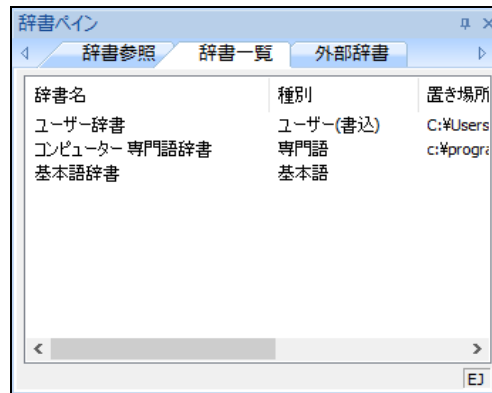 辞書ペイン
辞書参照 辞書一覧 外部辞書
辞書名 種別 置き場所
ユーザー辞書 ユーザー(書込) C:¥Users
コンピューター 専門語辞書 専門語 c:¥progra
基本語辞書 基本語
EJ